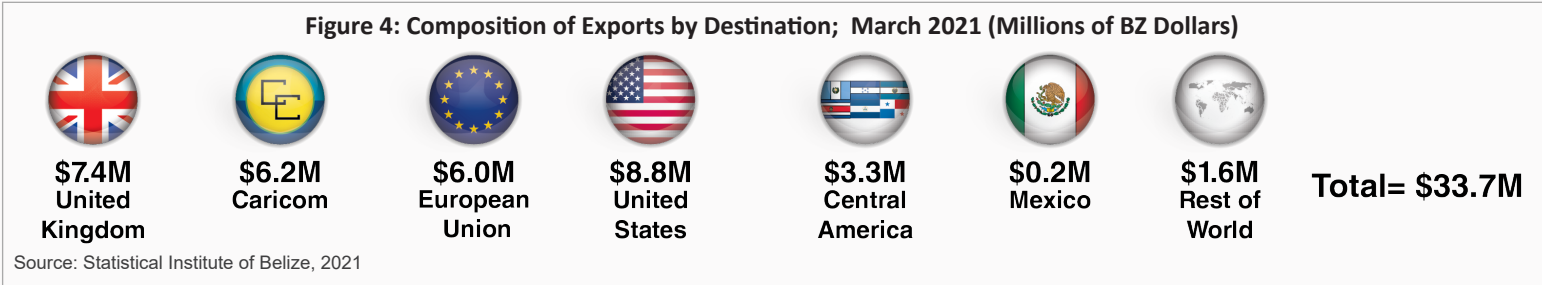 Figure 4: Composition of Exports by Destination; March 2021 (Millions of BZ Dollars)
$7.4M
United
Kingdom
$6.2M
Caricom
$6.0M
European
Union
$8.8M
United
States
$3.3M
Central
America
$0.2M
Mexico
$1.6M
Rest of
World
Total= $33.7M
Source: Statistical Institute of Belize, 2021